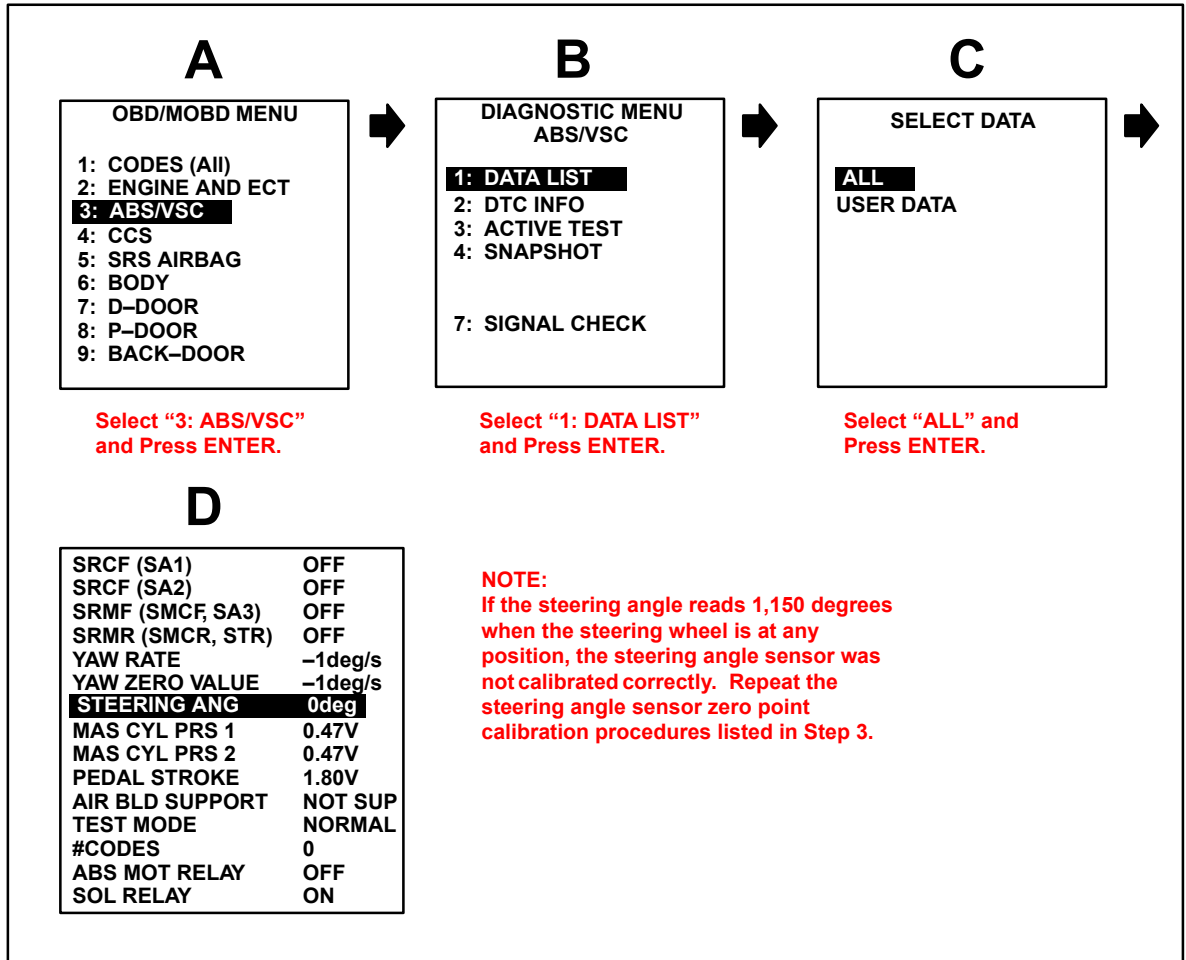 A
OBD/MOBD MENU
1: CODES (All)
2: ENGINE AND ECT
3: ABS/VSC
4: CCS
5: SRS AIRBAG
6: BODY
7: D–DOOR
8: P–DOOR
9: BACK–DOOR
Select “3: ABS/VSC”
and Press ENTER.
B
DIAGNOSTIC MENU
ABS/VSC
1: DATA LIST
2: DTC INFO
3: ACTIVE TEST
4: SNAPSHOT
7: SIGNAL CHECK
Select “1: DATA LIST”
and Press ENTER.
C
SELECT DATA
ALL
USER DATA
Select “ALL” and
Press ENTER.
D
SRCF (SA1) OFF
SRCF (SA2) OFF
SRMF (SMCF, SA3) OFF
SRMR (SMCR, STR) OFF
YAW RATE –1deg/s
YAW ZERO VALUE –1deg/s
STEERING ANG 0deg
MAS CYL PRS 1 0.47V
MAS CYL PRS 2 0.47V
PEDAL STROKE 1.80V
AIR BLD SUPPORT NOT SUP
TEST MODE NORMAL
#CODES 0
ABS MOT RELAY OFF
SOL RELAY ON
NOTE:
If the steering angle reads 1,150 degrees
when the steering wheel is at any
position, the steering angle sensor was
not calibrated correctly. Repeat the
steering angle sensor zero point
calibration procedures listed in Step 3.